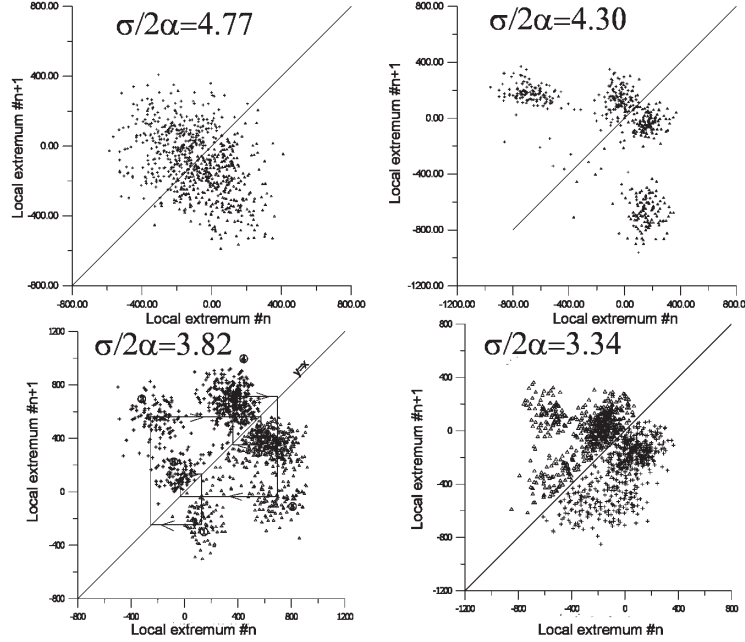 σ/2α=4.77
800.00
400.00
0.00
-400.00
-800.00
Local extremum #n+1
-800.00 -400.00 0.00 400.00 800.00
Local extremum #n
σ/2α=4.30
800.00
400.00
0.00
-400.00
-800.00
-1200.00
Local extremum #n+1
-1200.00 -800.00 -400.00 0.00 400.00 800.00
Local extremum #n
σ/2α=3.82
1200
800
400
0
-400
-800
Local extremum #n+1
y=x
-800 -400 0 400 800 1200
Local extremum #n
σ/2α=3.34
800
400
0
-400
-800
-1200
Local extremum #n+1
-1200 -800 -400 0 400 800
Local extremum #n